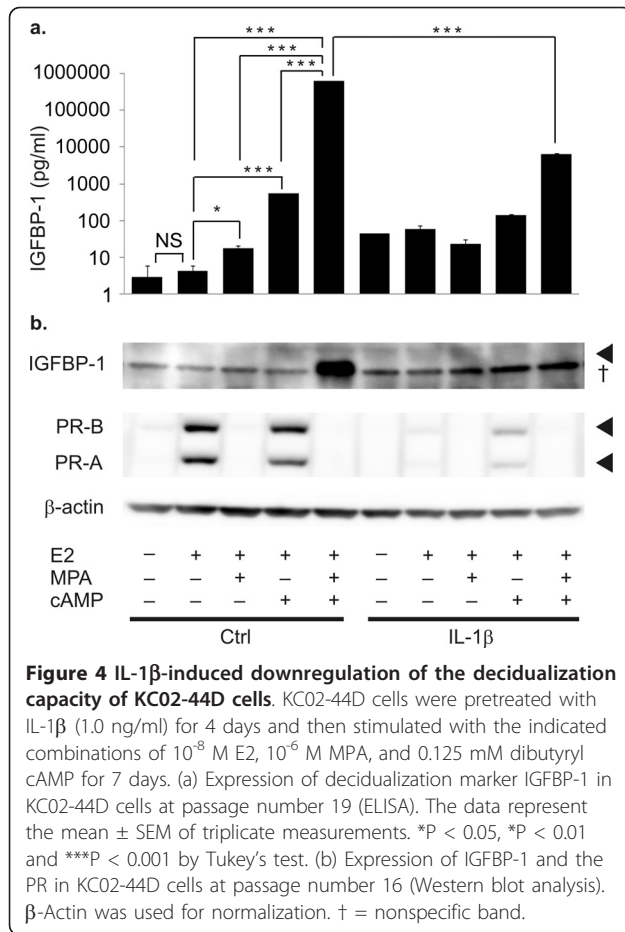 a.
***
***
***
***
***
*
NS
1000000
100000
10000
1000
100
10
1
IGFBP-1 (pg/ml)
b.
IGFBP-1
†
PR-B
PR-A
β-actin
E2 – + + + + – + + + +
MPA – – + – + – – + – +
cAMP – – – + + – – – + +
Ctrl IL-1β
Figure 4 IL-1β-induced downregulation of the decidualization
capacity of KC02-44D cells. KC02-44D cells were pretreated with
IL-1β (1.0 ng/ml) for 4 days and then stimulated with the indicated
combinations of 10⁻⁸ M E2, 10⁻⁶ M MPA, and 0.125 mM dibutyryl
cAMP for 7 days. (a) Expression of decidualization marker IGFBP-1 in
KC02-44D cells at passage number 19 (ELISA). The data represent
the mean ± SEM of triplicate measurements. *P < 0.05, *P < 0.01
and ***P < 0.001 by Tukey's test. (b) Expression of IGFBP-1 and the
PR in KC02-44D cells at passage number 16 (Western blot analysis).
β-Actin was used for normalization. † = nonspecific band.